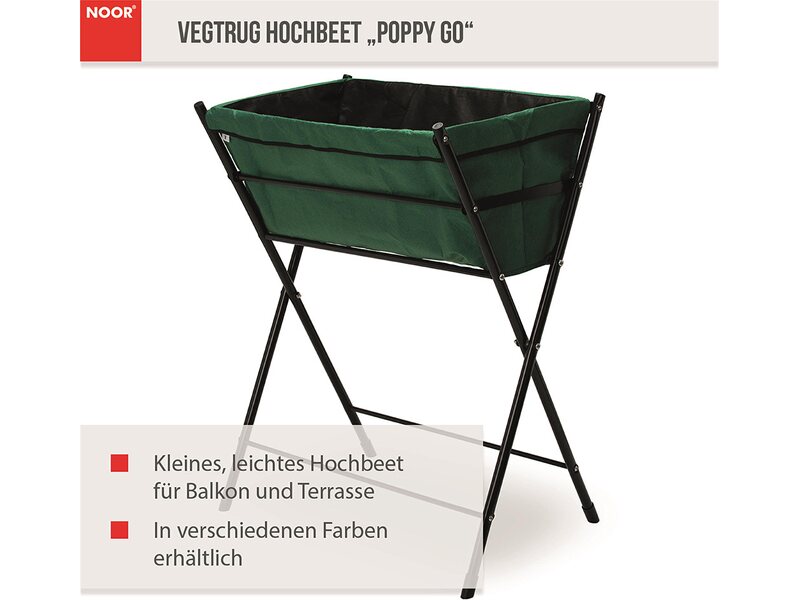 NOOR®
VEGTRUG HOCHBEET „POPPY GO“
Kleines, leichtes Hochbeet
für Balkon und Terrasse
In verschiedenen Farben
erhältlich